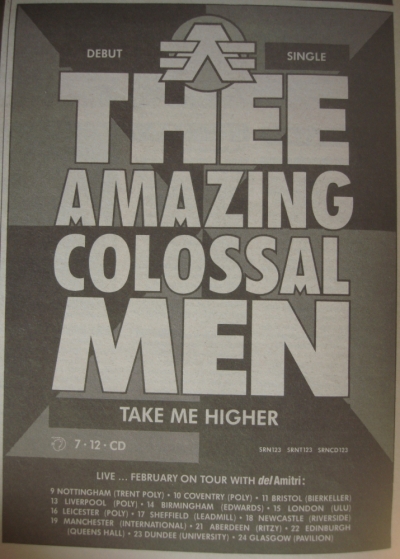 DEBUT SINGLE
THEE
AMAZING
COLOSSAL
MEN
TAKE ME HIGHER
7 · 12 · CD SRN123 SRNT123 SRNCD123
LIVE ... FEBRUARY ON TOUR WITH del Amitri:
9 NOTTINGHAM (TRENT POLY) · 10 COVENTRY (POLY) · 11 BRISTOL (BIERKELLER)
12 LIVERPOOL (POLY) · 14 BIRMINGHAM (EDWARDS) · 15 LONDON (ULU)
16 LEICESTER (POLY) · 17 SHEFFIELD (LEADMILL) · 18 NEWCASTLE (RIVERSIDE)
19 MANCHESTER (INTERNATIONAL) · 21 ABERDEEN (RITZY) · 22 EDINBURGH
(QUEENS HALL) · 23 DUNDEE (UNIVERSITY) · 24 GLASGOW (PAVILION)